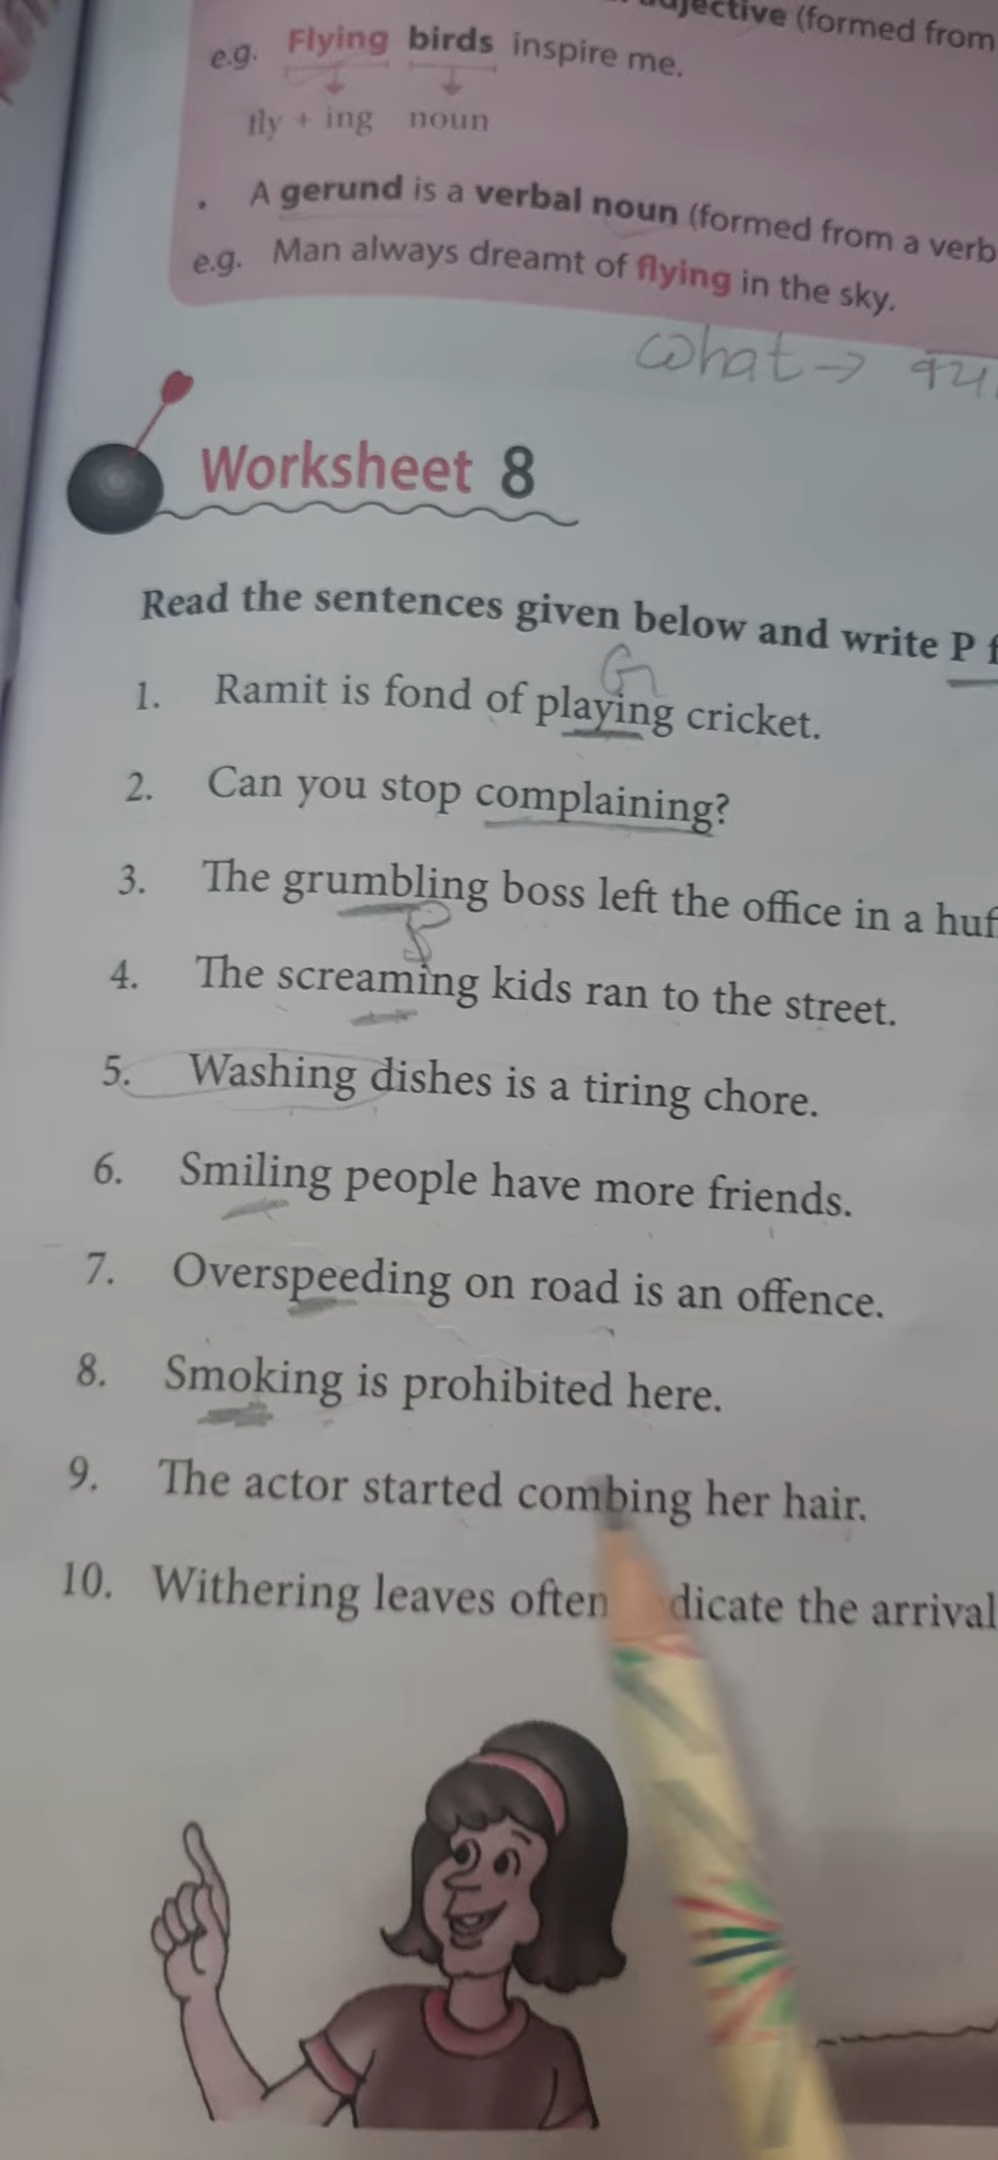 adjective (formed from
e.g. Flying birds inspire me.
fly + ing noun
. A gerund is a verbal noun (formed from a verb
e.g. Man always dreamt of flying in the sky.
what →
Worksheet 8
Read the sentences given below and write P
G
1. Ramit is fond of playing cricket.
2. Can you stop complaining?
3. The grumbling boss left the office in a huf
P
4. The screaming kids ran to the street.
5. Washing dishes is a tiring chore.
6. Smiling people have more friends.
7. Overspeeding on road is an offence.
8. Smoking is prohibited here.
9. The actor started combing her hair.
10. Withering leaves often dicate the arrival